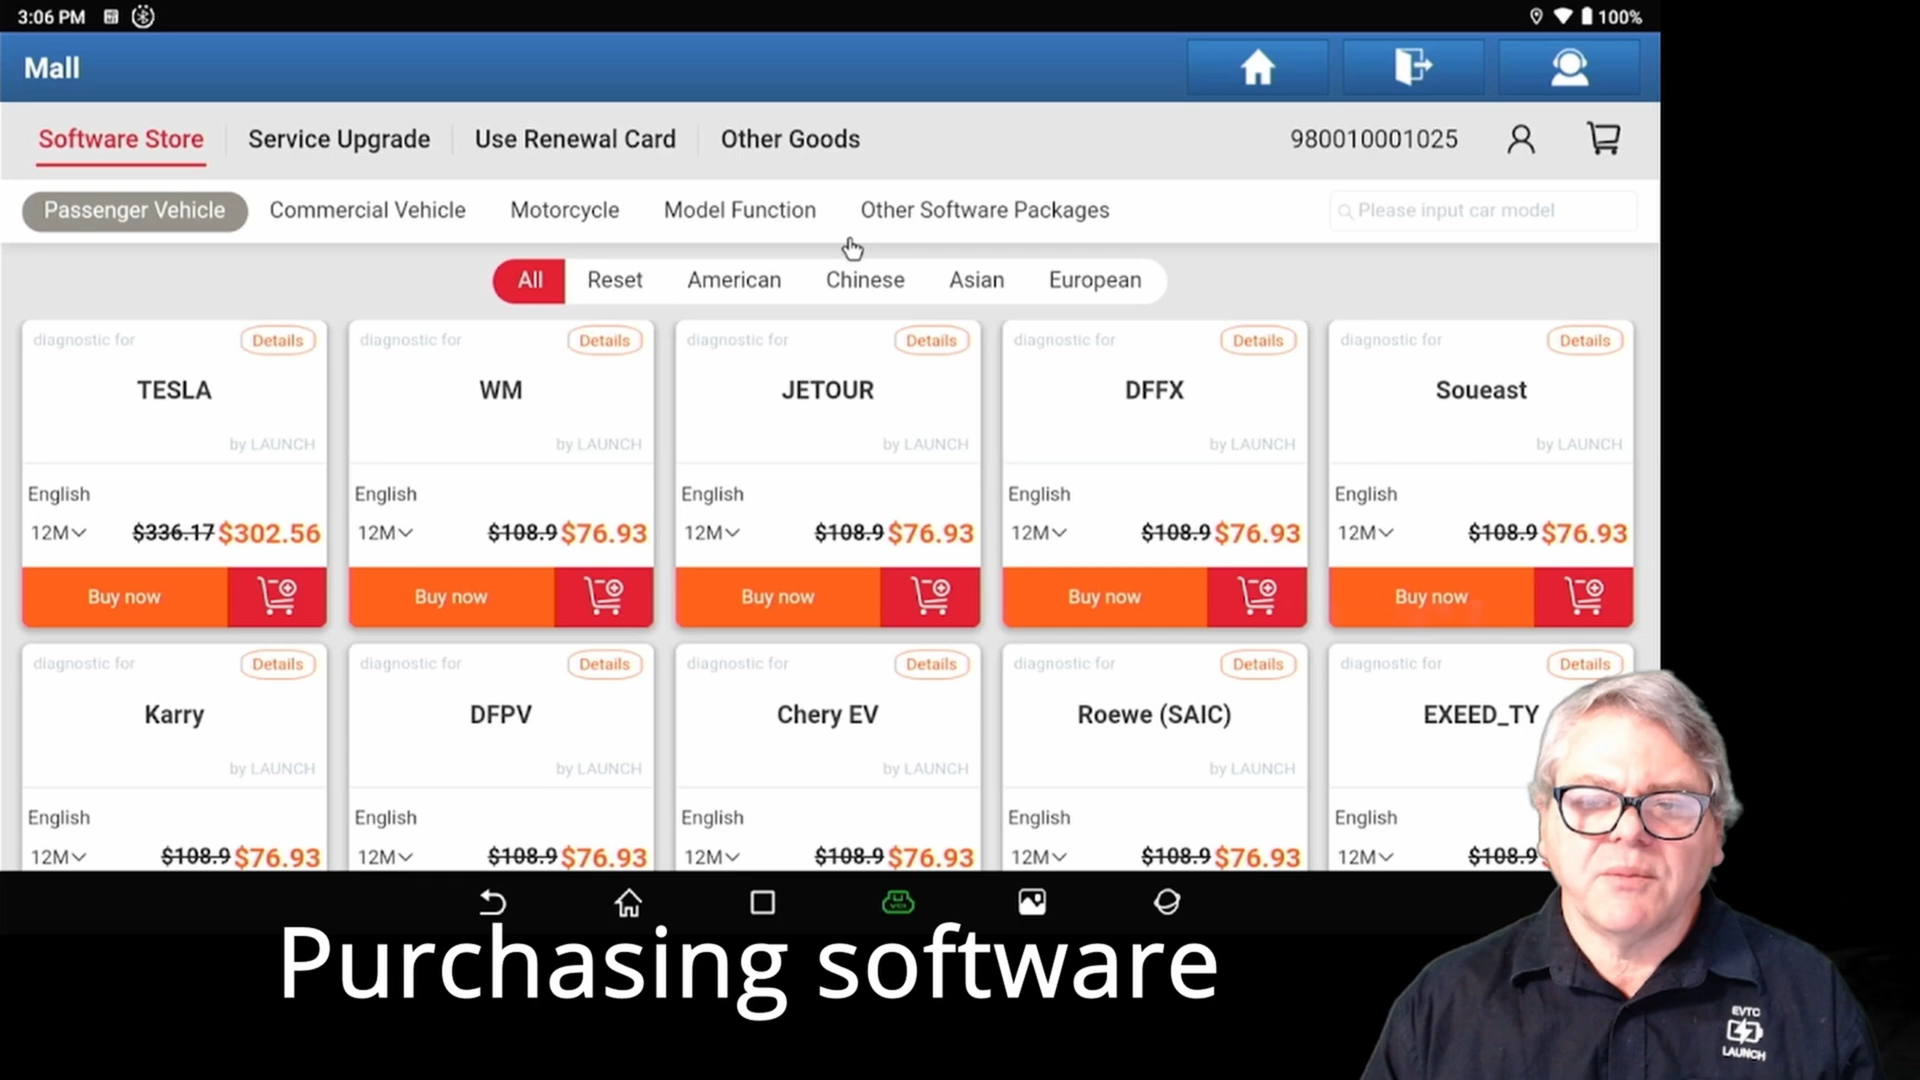 3:06 PM
100%
Mall
Software Store
Service Upgrade
Use Renewal Card
Other Goods
980010001025
Passenger Vehicle
Commercial Vehicle
Motorcycle
Model Function
Other Software Packages
Please input car model
All
Reset
American
Chinese
Asian
European
diagnostic for
Details
TESLA
by LAUNCH
English
12M
$336.17 $302.56
Buy now
diagnostic for
Details
WM
by LAUNCH
English
12M
$108.9 $76.93
Buy now
diagnostic for
Details
JETOUR
by LAUNCH
English
12M
$108.9 $76.93
Buy now
diagnostic for
Details
DFFX
by LAUNCH
English
12M
$108.9 $76.93
Buy now
diagnostic for
Details
Soueast
by LAUNCH
English
12M
$108.9 $76.93
Buy now
diagnostic for
Details
Karry
by LAUNCH
English
12M
$108.9 $76.93
diagnostic for
Details
DFPV
by LAUNCH
English
12M
$108.9 $76.93
diagnostic for
Details
Chery EV
by LAUNCH
English
12M
$108.9 $76.93
diagnostic for
Details
Roewe (SAIC)
by LAUNCH
English
12M
$108.9 $76.93
diagnostic for
Details
EXEED_TY
English
12M
$108.9
VCI
Purchasing software
EVTC
LAUNCH